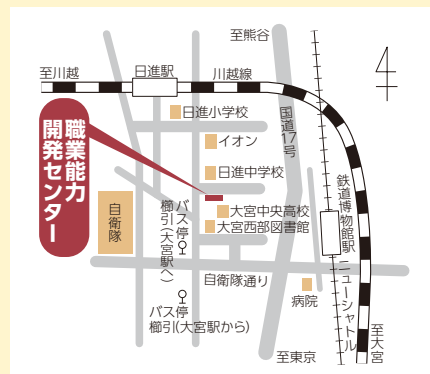 至熊谷
至川越
日進駅
川越線
日進小学校
国道17号
イオン
職業能力
開発センター
日進中学校
鉄道博物館駅
自衛隊
バス停
櫛引(大宮駅へ)
大宮中央高校
大宮西部図書館
ニューシャトル
自衛隊通り
病院
バス停
櫛引(大宮駅から)
至大宮
至東京